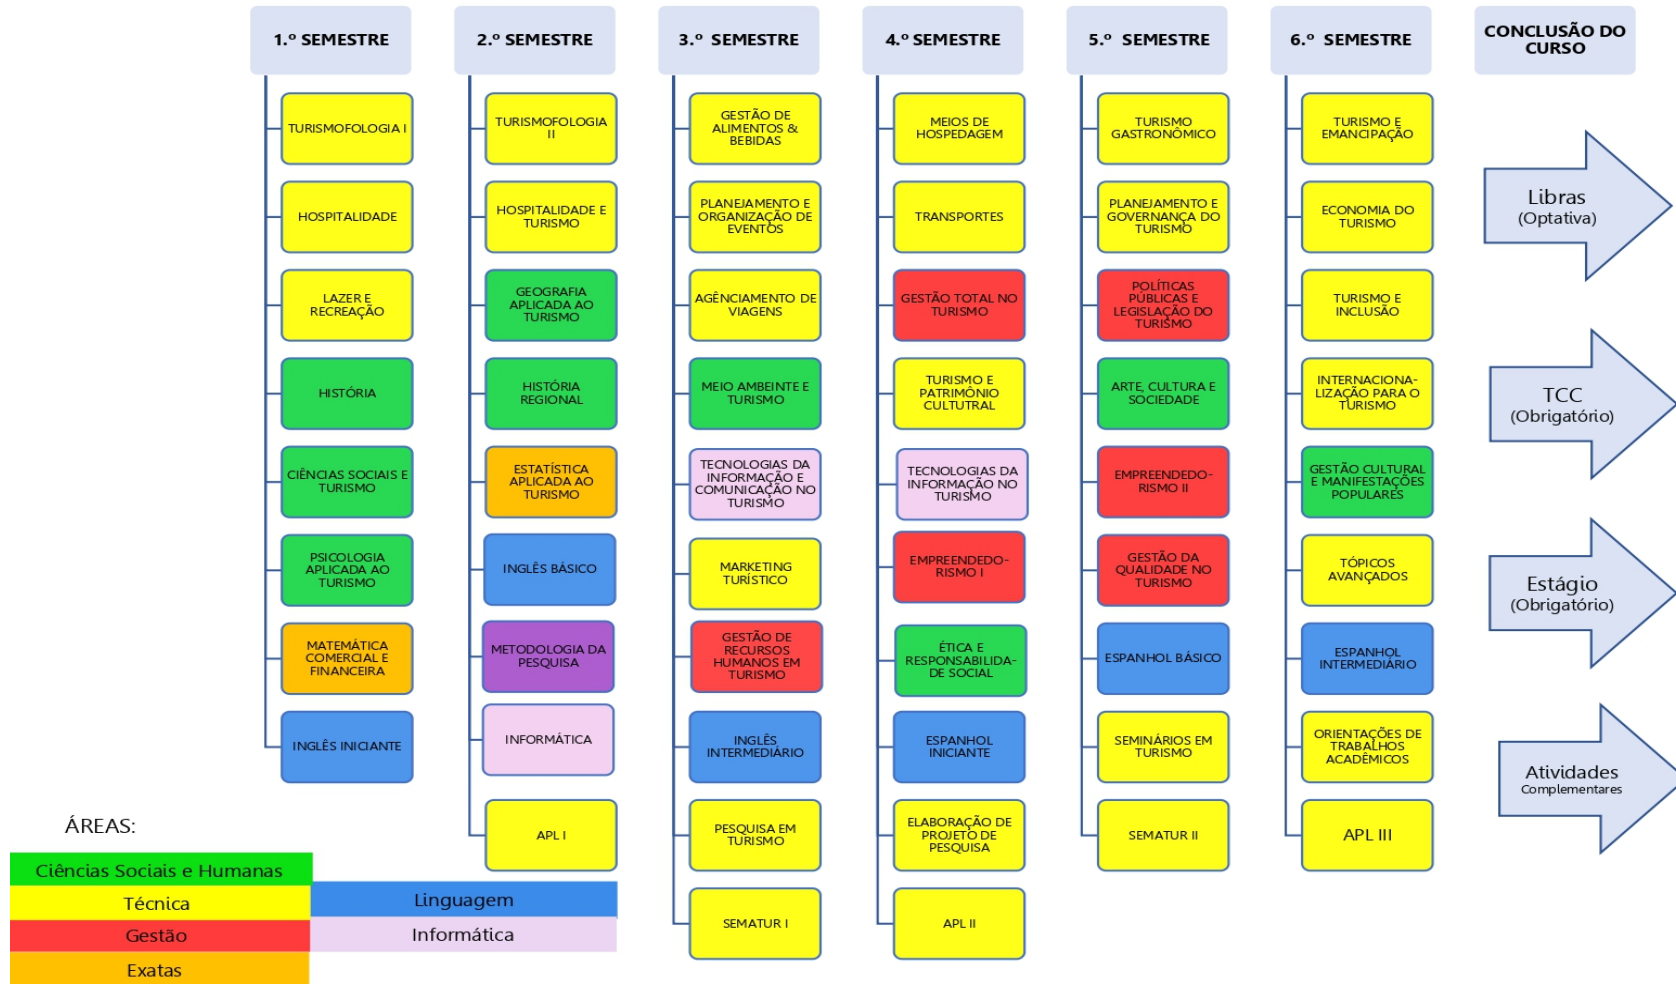 1.º SEMESTRE
TURISMOFOLOGIA I
HOSPITALIDADE
LAZER E
RECREAÇÃO
HISTÓRIA
CIÊNCIAS SOCIAIS E
TURISMO
PSICOLOGIA
APLICADA AO
TURISMO
MATEMÁTICA
COMERCIAL E
FINANCEIRA
INGLÊS INICIANTE
2.º SEMESTRE
TURISMOFOLOGIA
II
HOSPITALIDADE E
TURISMO
GEOGRAFIA
APLICADA AO
TURISMO
HISTÓRIA
REGIONAL
ESTATÍSTICA
APLICADA AO
TURISMO
INGLÊS BÁSICO
METODOLOGIA DA
PESQUISA
INFORMÁTICA
APL I
3.º SEMESTRE
GESTÃO DE
ALIMENTOS &
BEBIDAS
PLANEJAMENTO E
ORGANIZAÇÃO DE
EVENTOS
AGÊNCIAMENTO DE
VIAGENS
MEIO AMBEINTE E
TURISMO
TECNOLOGIAS DA
INFORMAÇÃO E
COMUNICAÇÃO NO
TURISMO
MARKETING
TURÍSTICO
GESTÃO DE
RECURSOS
HUMANOS EM
TURISMO
INGLÊS
INTERMEDIÁRIO
PESQUISA EM
TURISMO
SEMATUR I
4.º SEMESTRE
MEIOS DE
HOSPEDAGEM
TRANSPORTES
GESTÃO TOTAL NO
TURISMO
TURISMO E
PATRIMÔNIO
CULTUTRAL
TECNOLOGIAS DA
INFORMAÇÃO NO
TURISMO
EMPREENDEDO-
RISMO I
ÉTICA E
RESPONSABILIDA-
DE SOCIAL
ESPANHOL
INICIANTE
ELABORAÇÃO DE
PROJETO DE
PESQUISA
APL II
5.º SEMESTRE
TURISMO
GASTRONÔMICO
PLANEJAMENTO E
GOVERNANÇA DO
TURISMO
POLÍTICAS
PÚBLICAS E
LEGISLAÇÃO DO
TURISMO
ARTE, CULTURA E
SOCIEDADE
EMPREENDEDO-
RISMO II
GESTÃO DA
QUALIDADE NO
TURISMO
ESPANHOL BÁSICO
SEMINÁRIOS EM
TURISMO
SEMATUR II
6.º SEMESTRE
TURISMO E
EMANCIPAÇÃO
ECONOMIA DO
TURISMO
TURISMO E
INCLUSÃO
INTERNACIONA-
LIZAÇÃO PARA O
TURISMO
GESTÃO CULTURAL
E MANIFESTAÇÕES
POPULARES
TÓPICOS
AVANÇADOS
ESPANHOL
INTERMEDIÁRIO
ORIENTAÇÕES DE
TRABALHOS
ACADÊMICOS
APL III
CONCLUSÃO DO
CURSO
Libras
(Optativa)
TCC
(Obrigatório)
Estágio
(Obrigatório)
Atividades
Complementares
ÁREAS:
Ciências Sociais e Humanas
Técnica
Gestão
Exatas
Linguagem
Informática